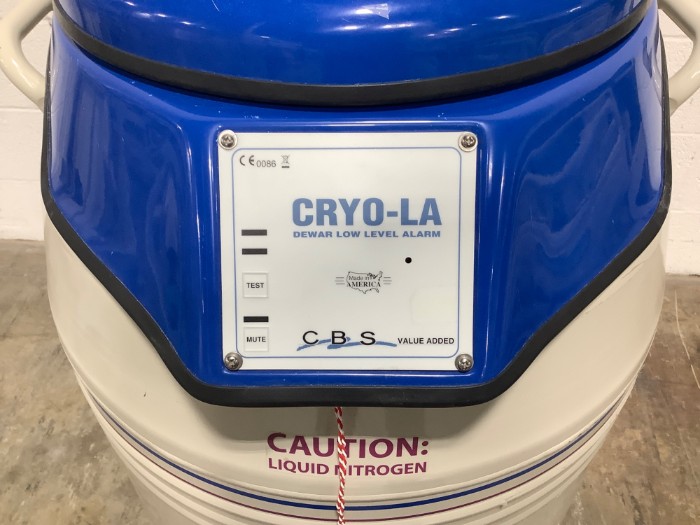 CE 0086
CRYO-LA
DEWAR LOW LEVEL ALARM
TEST
Made in
AMERICA
MUTE
CBS VALUE ADDED
CAUTION:
LIQUID NITROGEN